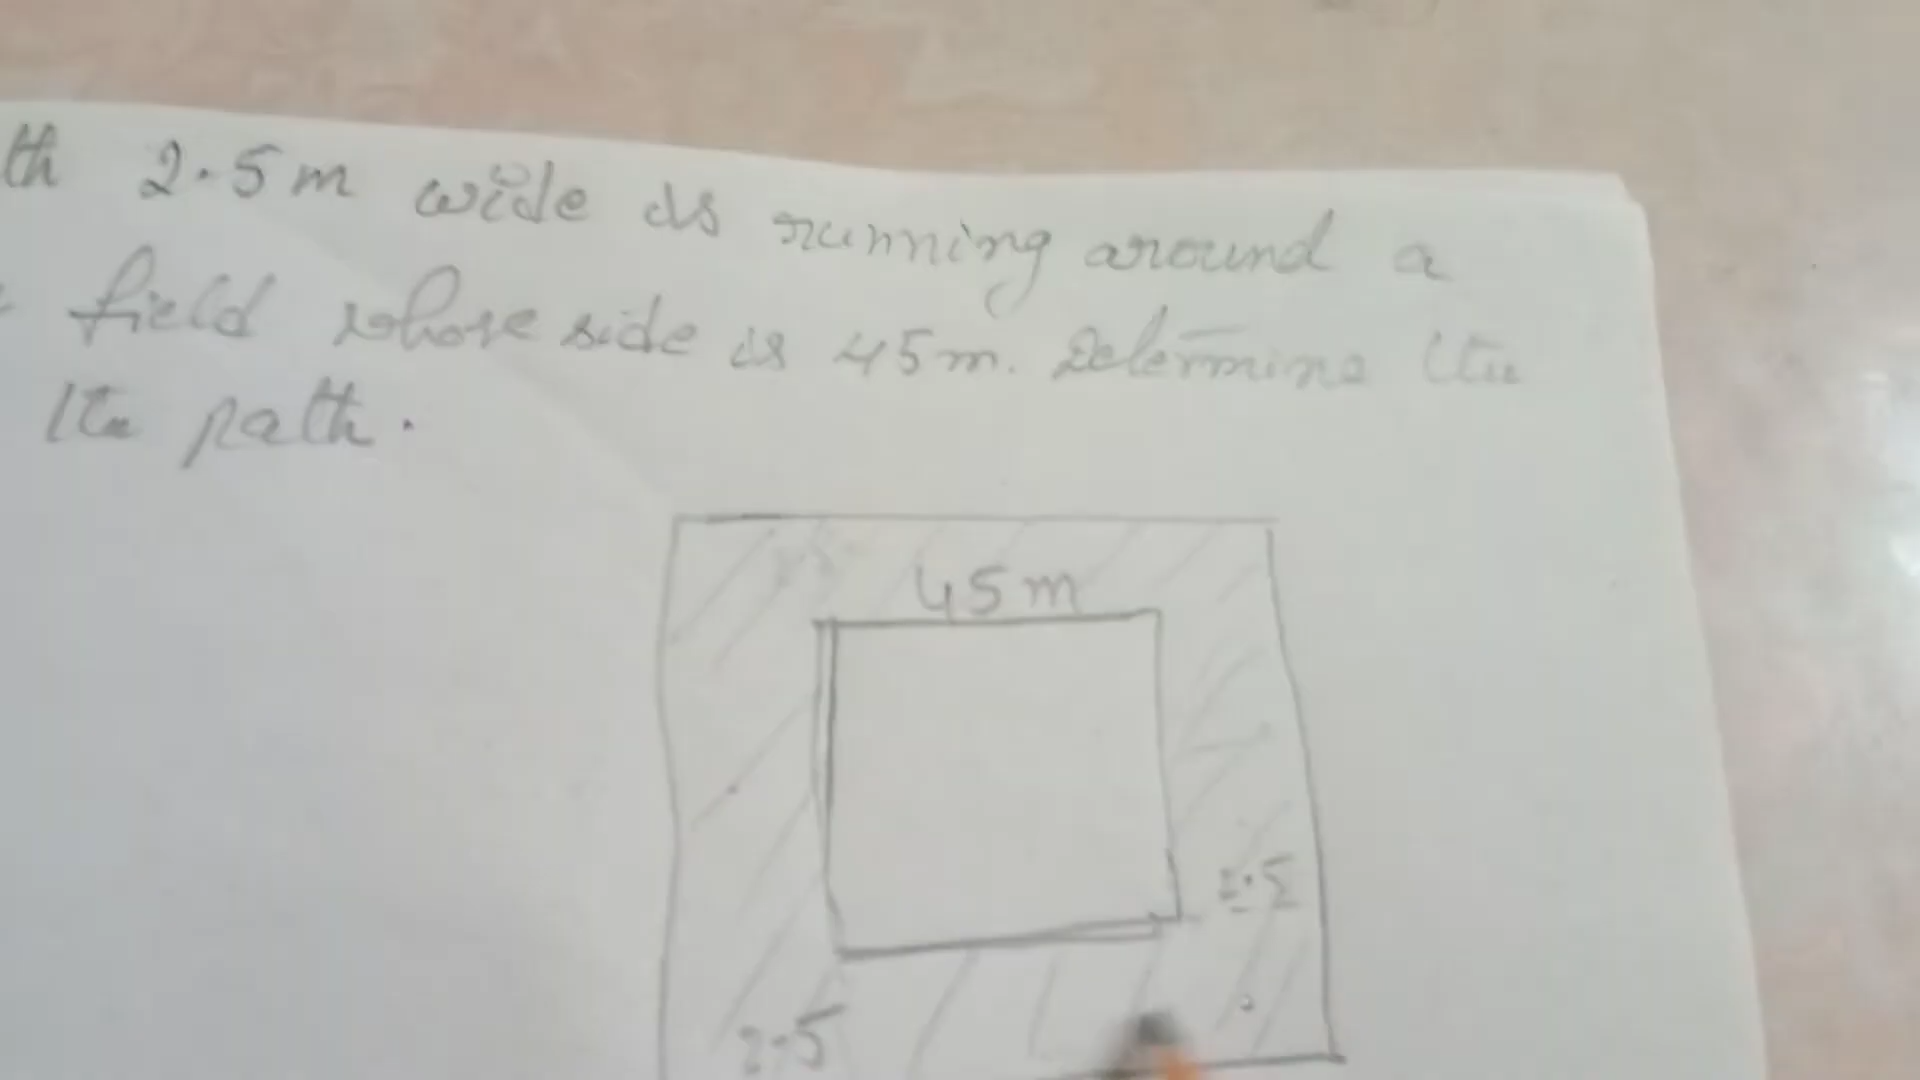 th 2.5m wide is running around a
field whose side is 45m. Determine the
the path.
45m
2.5
2.5